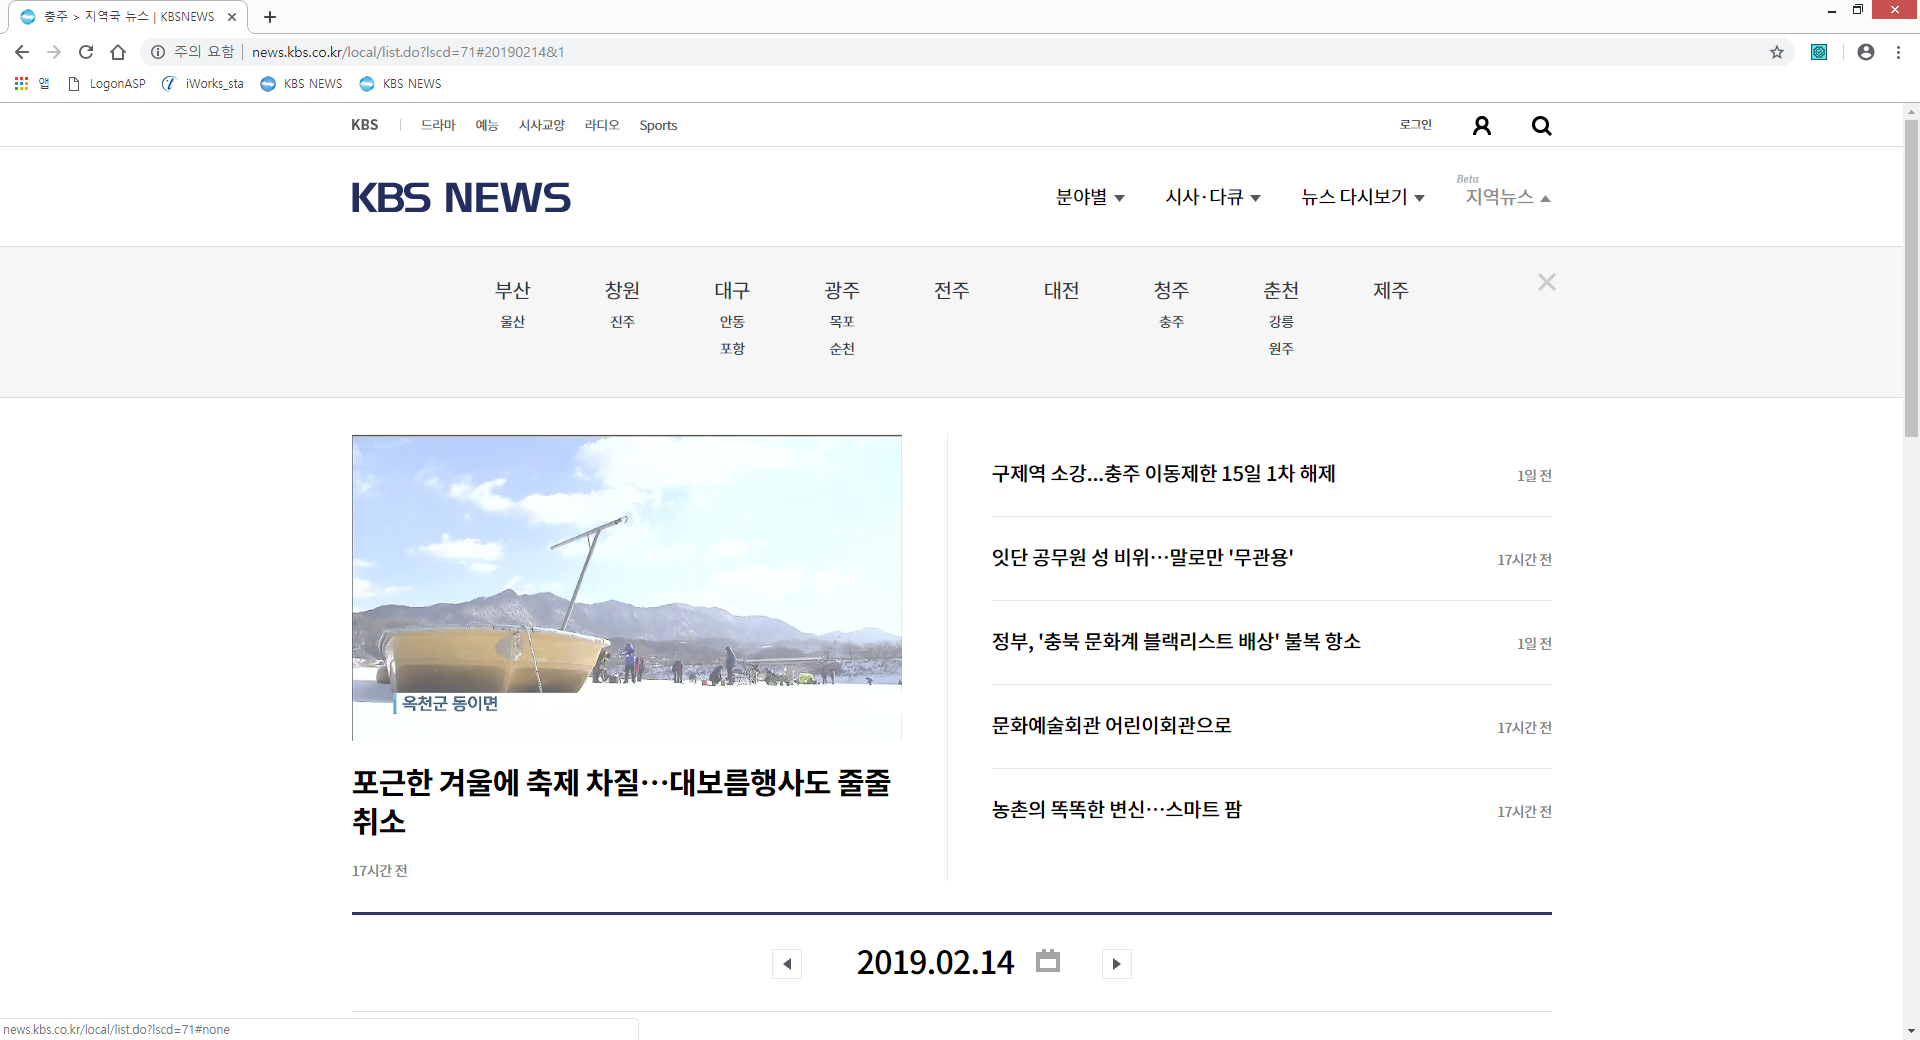 충주 > 지역국 뉴스 | KBSNEWS
주의 요함 | news.kbs.co.kr/local/list.do?lscd=71#20190214&1
앱 LogonASP iWorks_sta KBS NEWS KBS NEWS
KBS 드라마 예능 시사교양 라디오 Sports 로그인
KBS NEWS
분야별 시사·다큐 뉴스 다시보기 Beta 지역뉴스
부산 창원 대구 광주 전주 대전 청주 춘천 제주
울산 진주 안동 목포 충주 강릉
포항 순천 원주
옥천군 동이면
포근한 겨울에 축제 차질…대보름행사도 줄줄
취소
17시간 전
구제역 소강...충주 이동제한 15일 1차 해제 1일 전
잇단 공무원 성 비위…말로만 '무관용' 17시간 전
정부, '충북 문화계 블랙리스트 배상' 불복 항소 1일 전
문화예술회관 어린이회관으로 17시간 전
농촌의 똑똑한 변신…스마트 팜 17시간 전
2019.02.14
news.kbs.co.kr/local/list.do?lscd=71#none